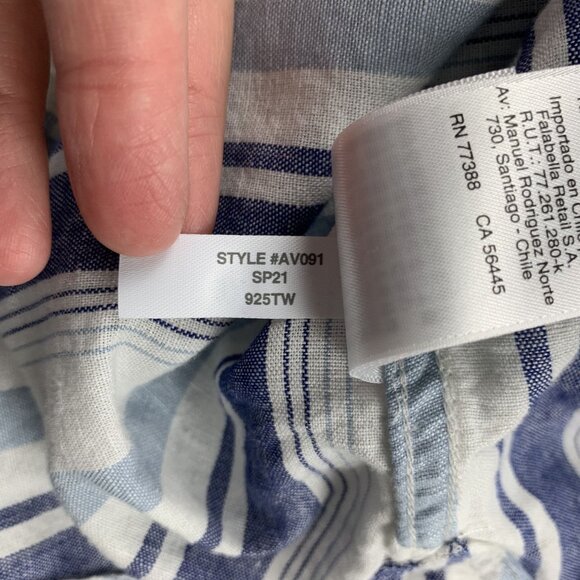 STYLE #AV091
SP21
925TW
Importado en
Falabella Retail S.A.
R.U.T.: 77.261.280-k
Av: Manuel Rodriguez Norte
730, Santiago - Chile
RN 77388 CA 56445